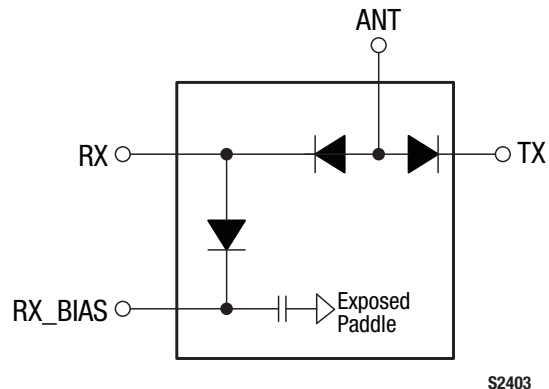 ANT
RX
TX
RX_BIAS
Exposed
Paddle
S2403